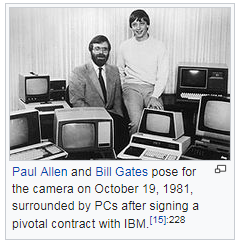 Paul Allen and Bill Gates pose for
the camera on October 19, 1981,
surrounded by PCs after signing a
pivotal contract with IBM.[15]:228